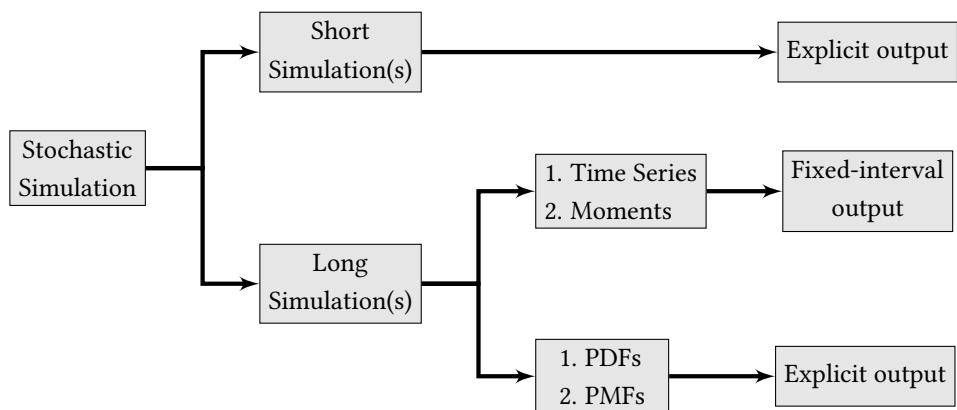 Short
Simulation(s)
Explicit output
Stochastic
Simulation
1. Time Series
2. Moments
Fixed-interval
output
Long
Simulation(s)
1. PDFs
2. PMFs
Explicit output